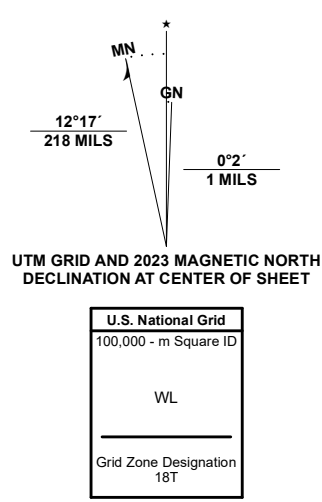 ★
MN
GN
12°17´
218 MILS
0°2´
1 MILS
UTM GRID AND 2023 MAGNETIC NORTH
DECLINATION AT CENTER OF SHEET
U.S. National Grid
100,000 - m Square ID
WL
Grid Zone Designation
18T